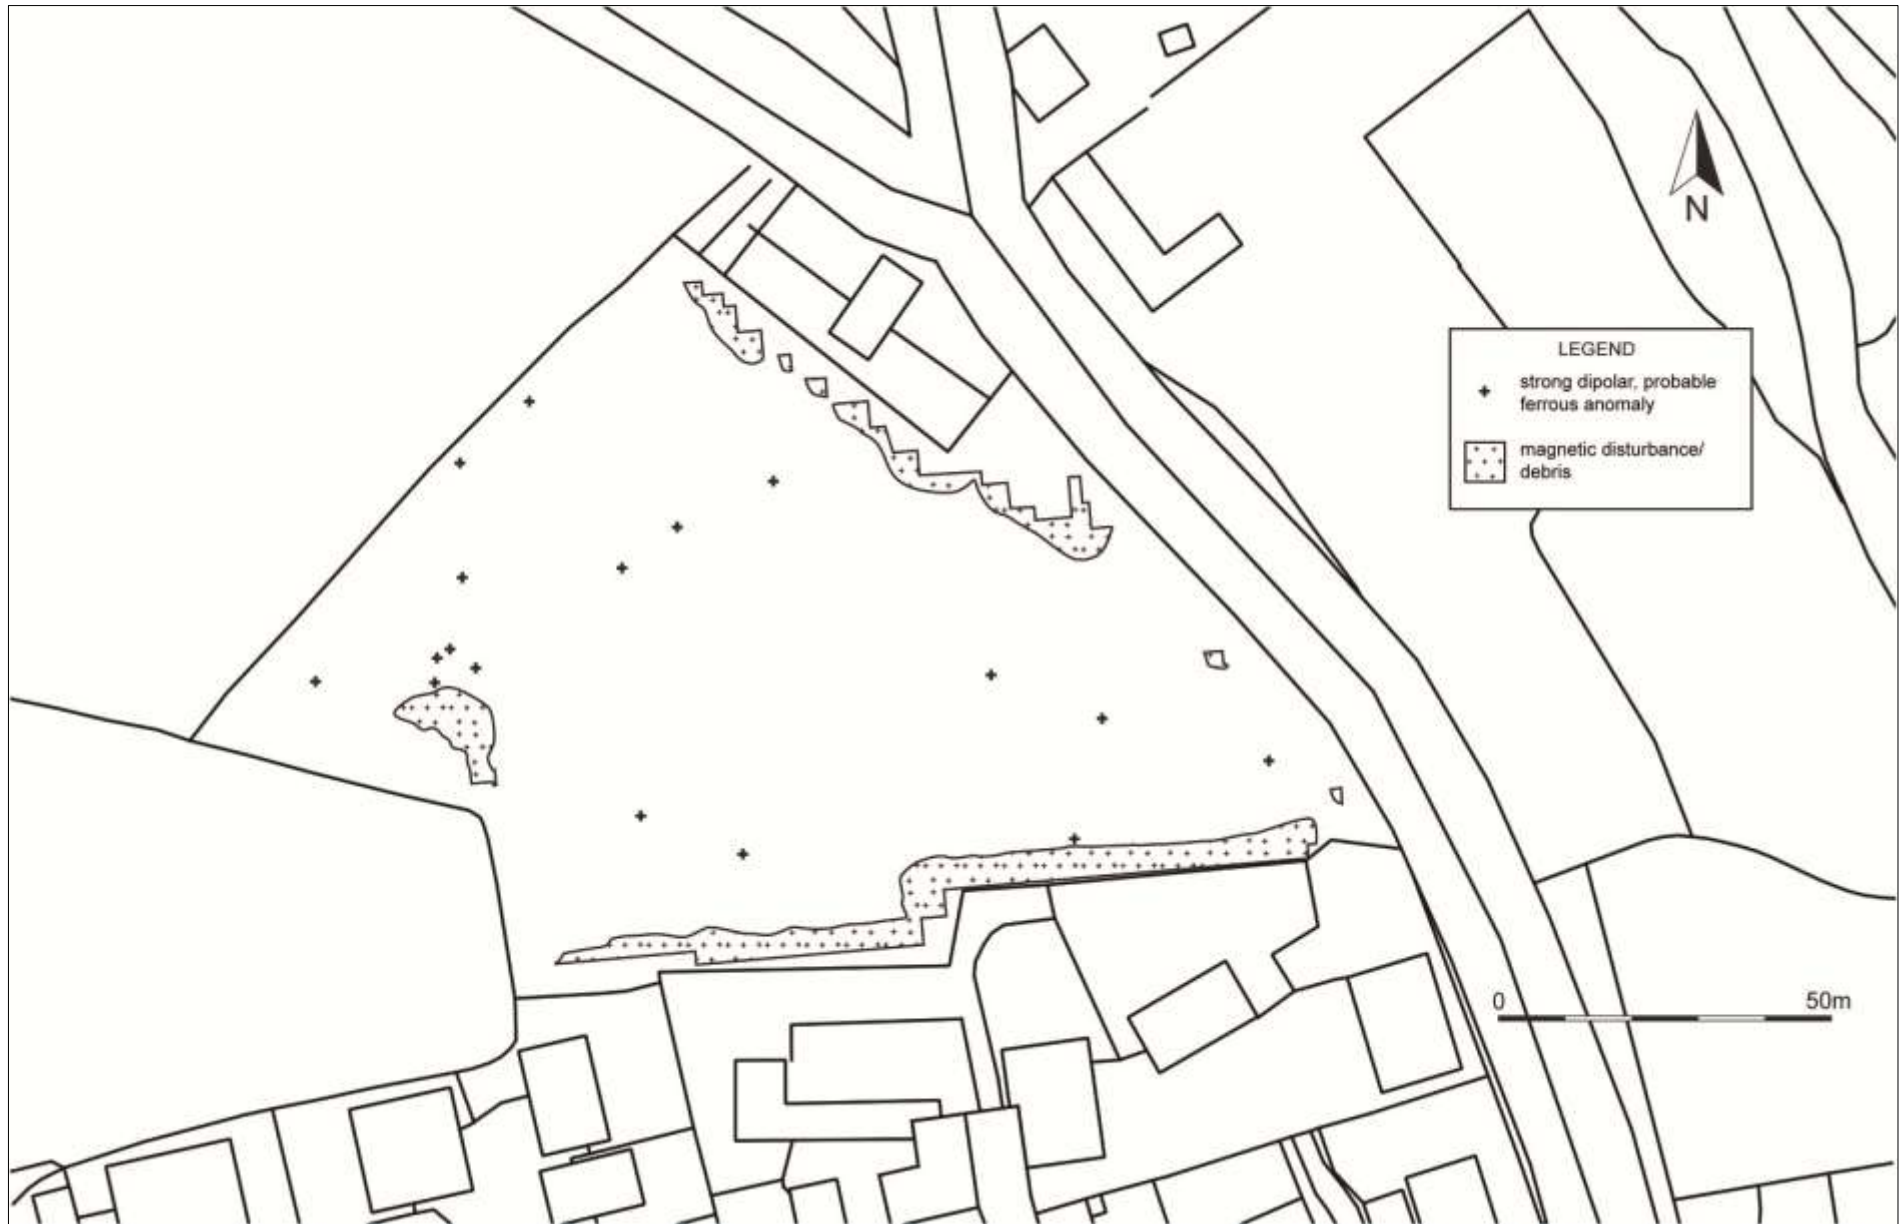 N
LEGEND
strong dipolar, probable
ferrous anomaly
magnetic disturbance/
debris
0 50m